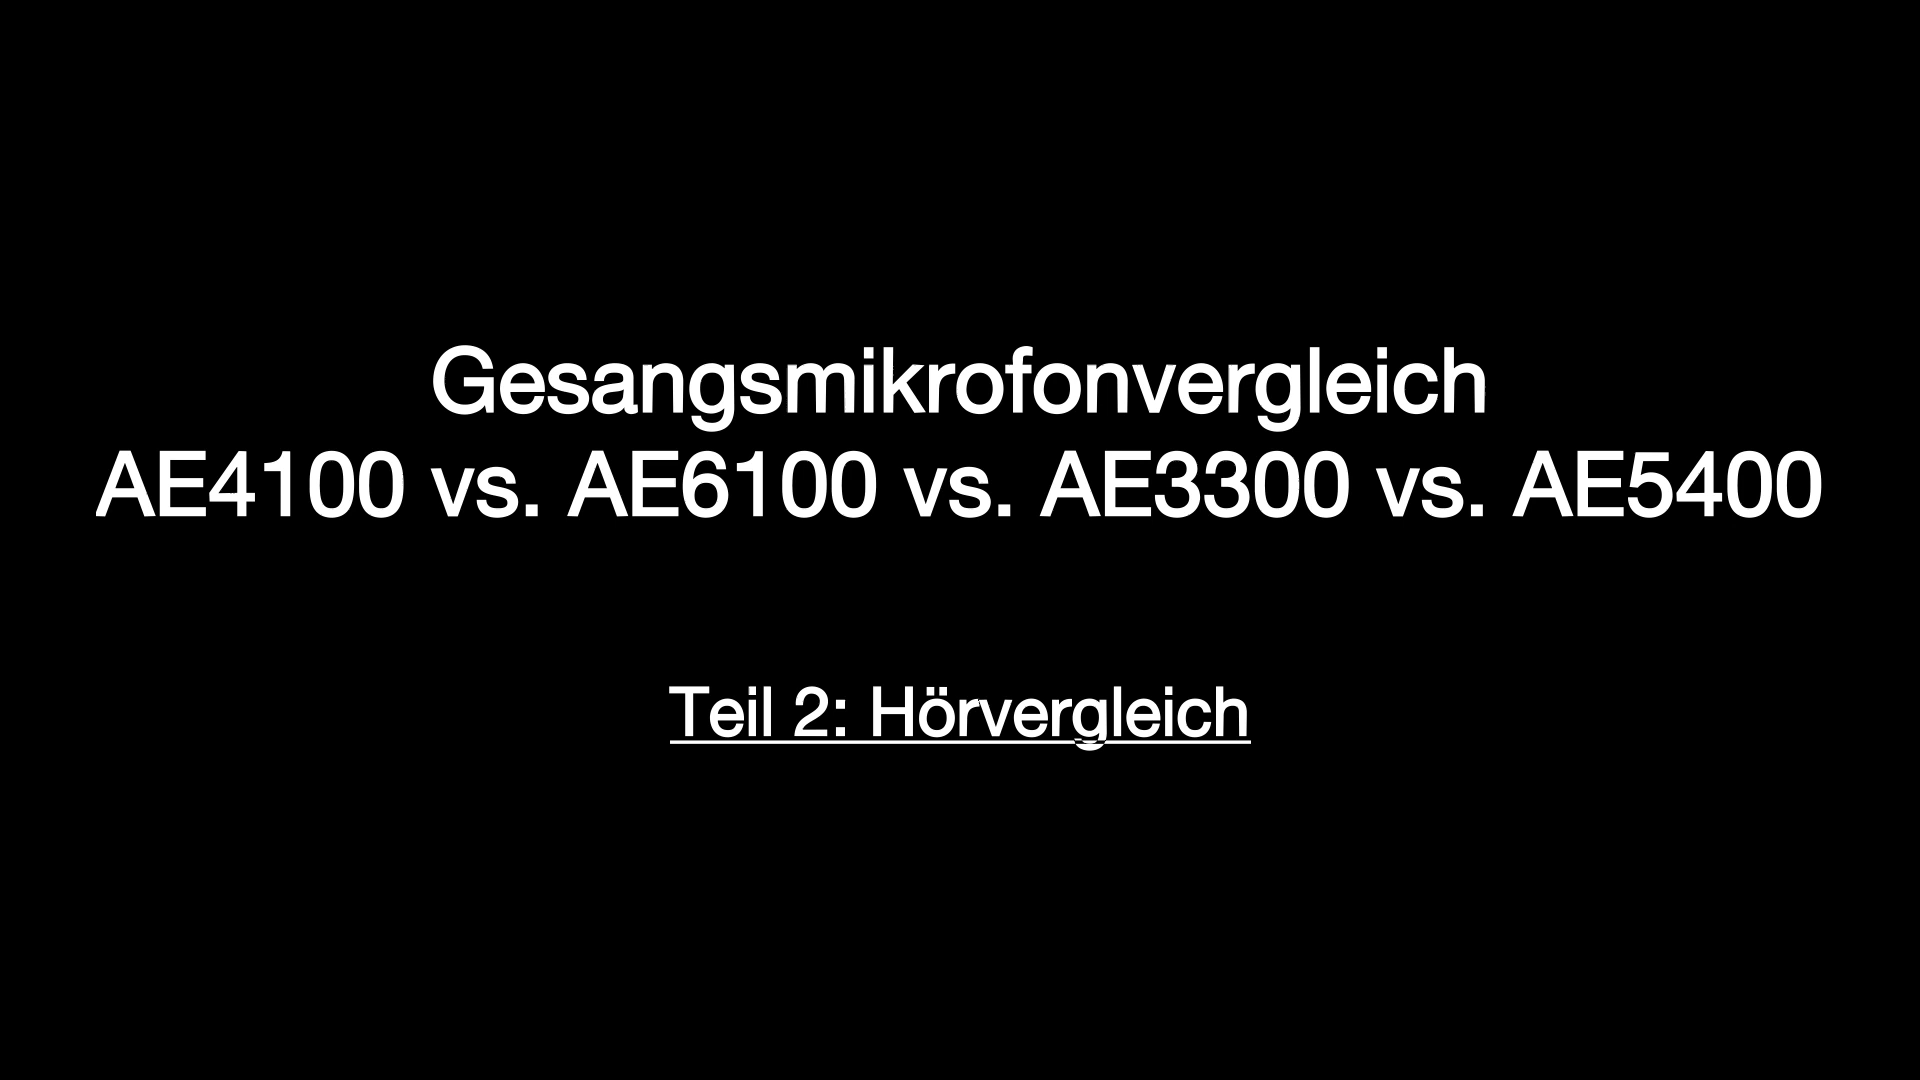 Gesangsmikrofonvergleich
AE4100 vs. AE6100 vs. AE3300 vs. AE5400
Teil 2: Hörvergleich